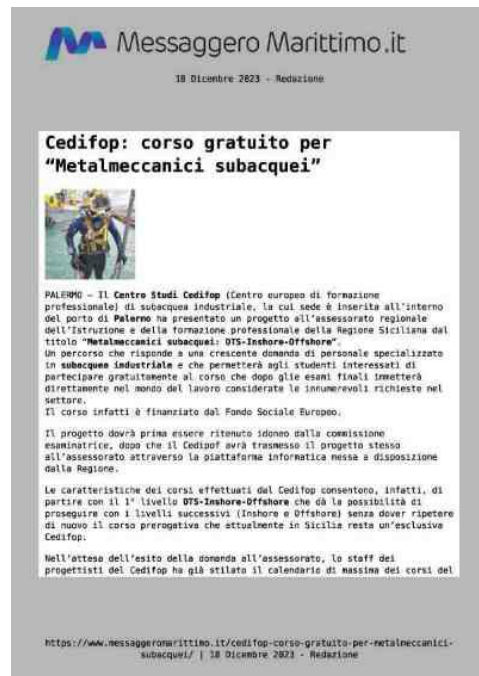 Messaggero Marittimo.it
18 Dicembre 2023 - Redazione
Cedifop: corso gratuito per
“Metalmeccanici subacquei”
PALERMO – Il Centro Studi Cedifop (Centro europeo di formazione
professionale) di subacquea industriale, la cui sede è inserita all’interno
del porto di Palermo ha presentato un progetto all’assessorato regionale
dell’Istruzione e della formazione professionale della Regione Siciliana dal
titolo “Metalmeccanici subacquei: OTS-Inshore-Offshore”.
Un percorso che risponde a una crescente domanda di personale specializzato
in subacquea industriale e che permetterà agli studenti interessati di
partecipare gratuitamente al corso che dopo gli esami finali immetterà
direttamente nel mondo del lavoro considerate le innumerevoli richieste nel
settore.
Il corso infatti è finanziato dal Fondo Sociale Europeo.
Il progetto dovrà prima essere ritenuto idoneo dalla commissione
esaminatrice, dopo che il Cedipof avrà trasmesso il progetto stesso
all’assessorato attraverso la piattaforma informatica messa a disposizione
dalla Regione.
Le caratteristiche dei corsi effettuati dal Cedifop consentono, infatti, di
partire con il 1° livello OTS-Inshore-Offshore che dà la possibilità di
proseguire con i livelli successivi (Inshore e Offshore) senza dover ripetere
di nuovo il corso prerogativa che attualmente in Sicilia resta un’esclusiva
Cedifop.
Nell’attesa dell’esito della domanda all’assessorato, lo staff dei
progettisti del Cedifop ha già stilato il calendario di massima dei corsi del
https://www.messaggeromarittimo.it/cedifop-corso-gratuito-per-metalmeccanici-
subacquei/ | 18 Dicembre 2023 - Redazione